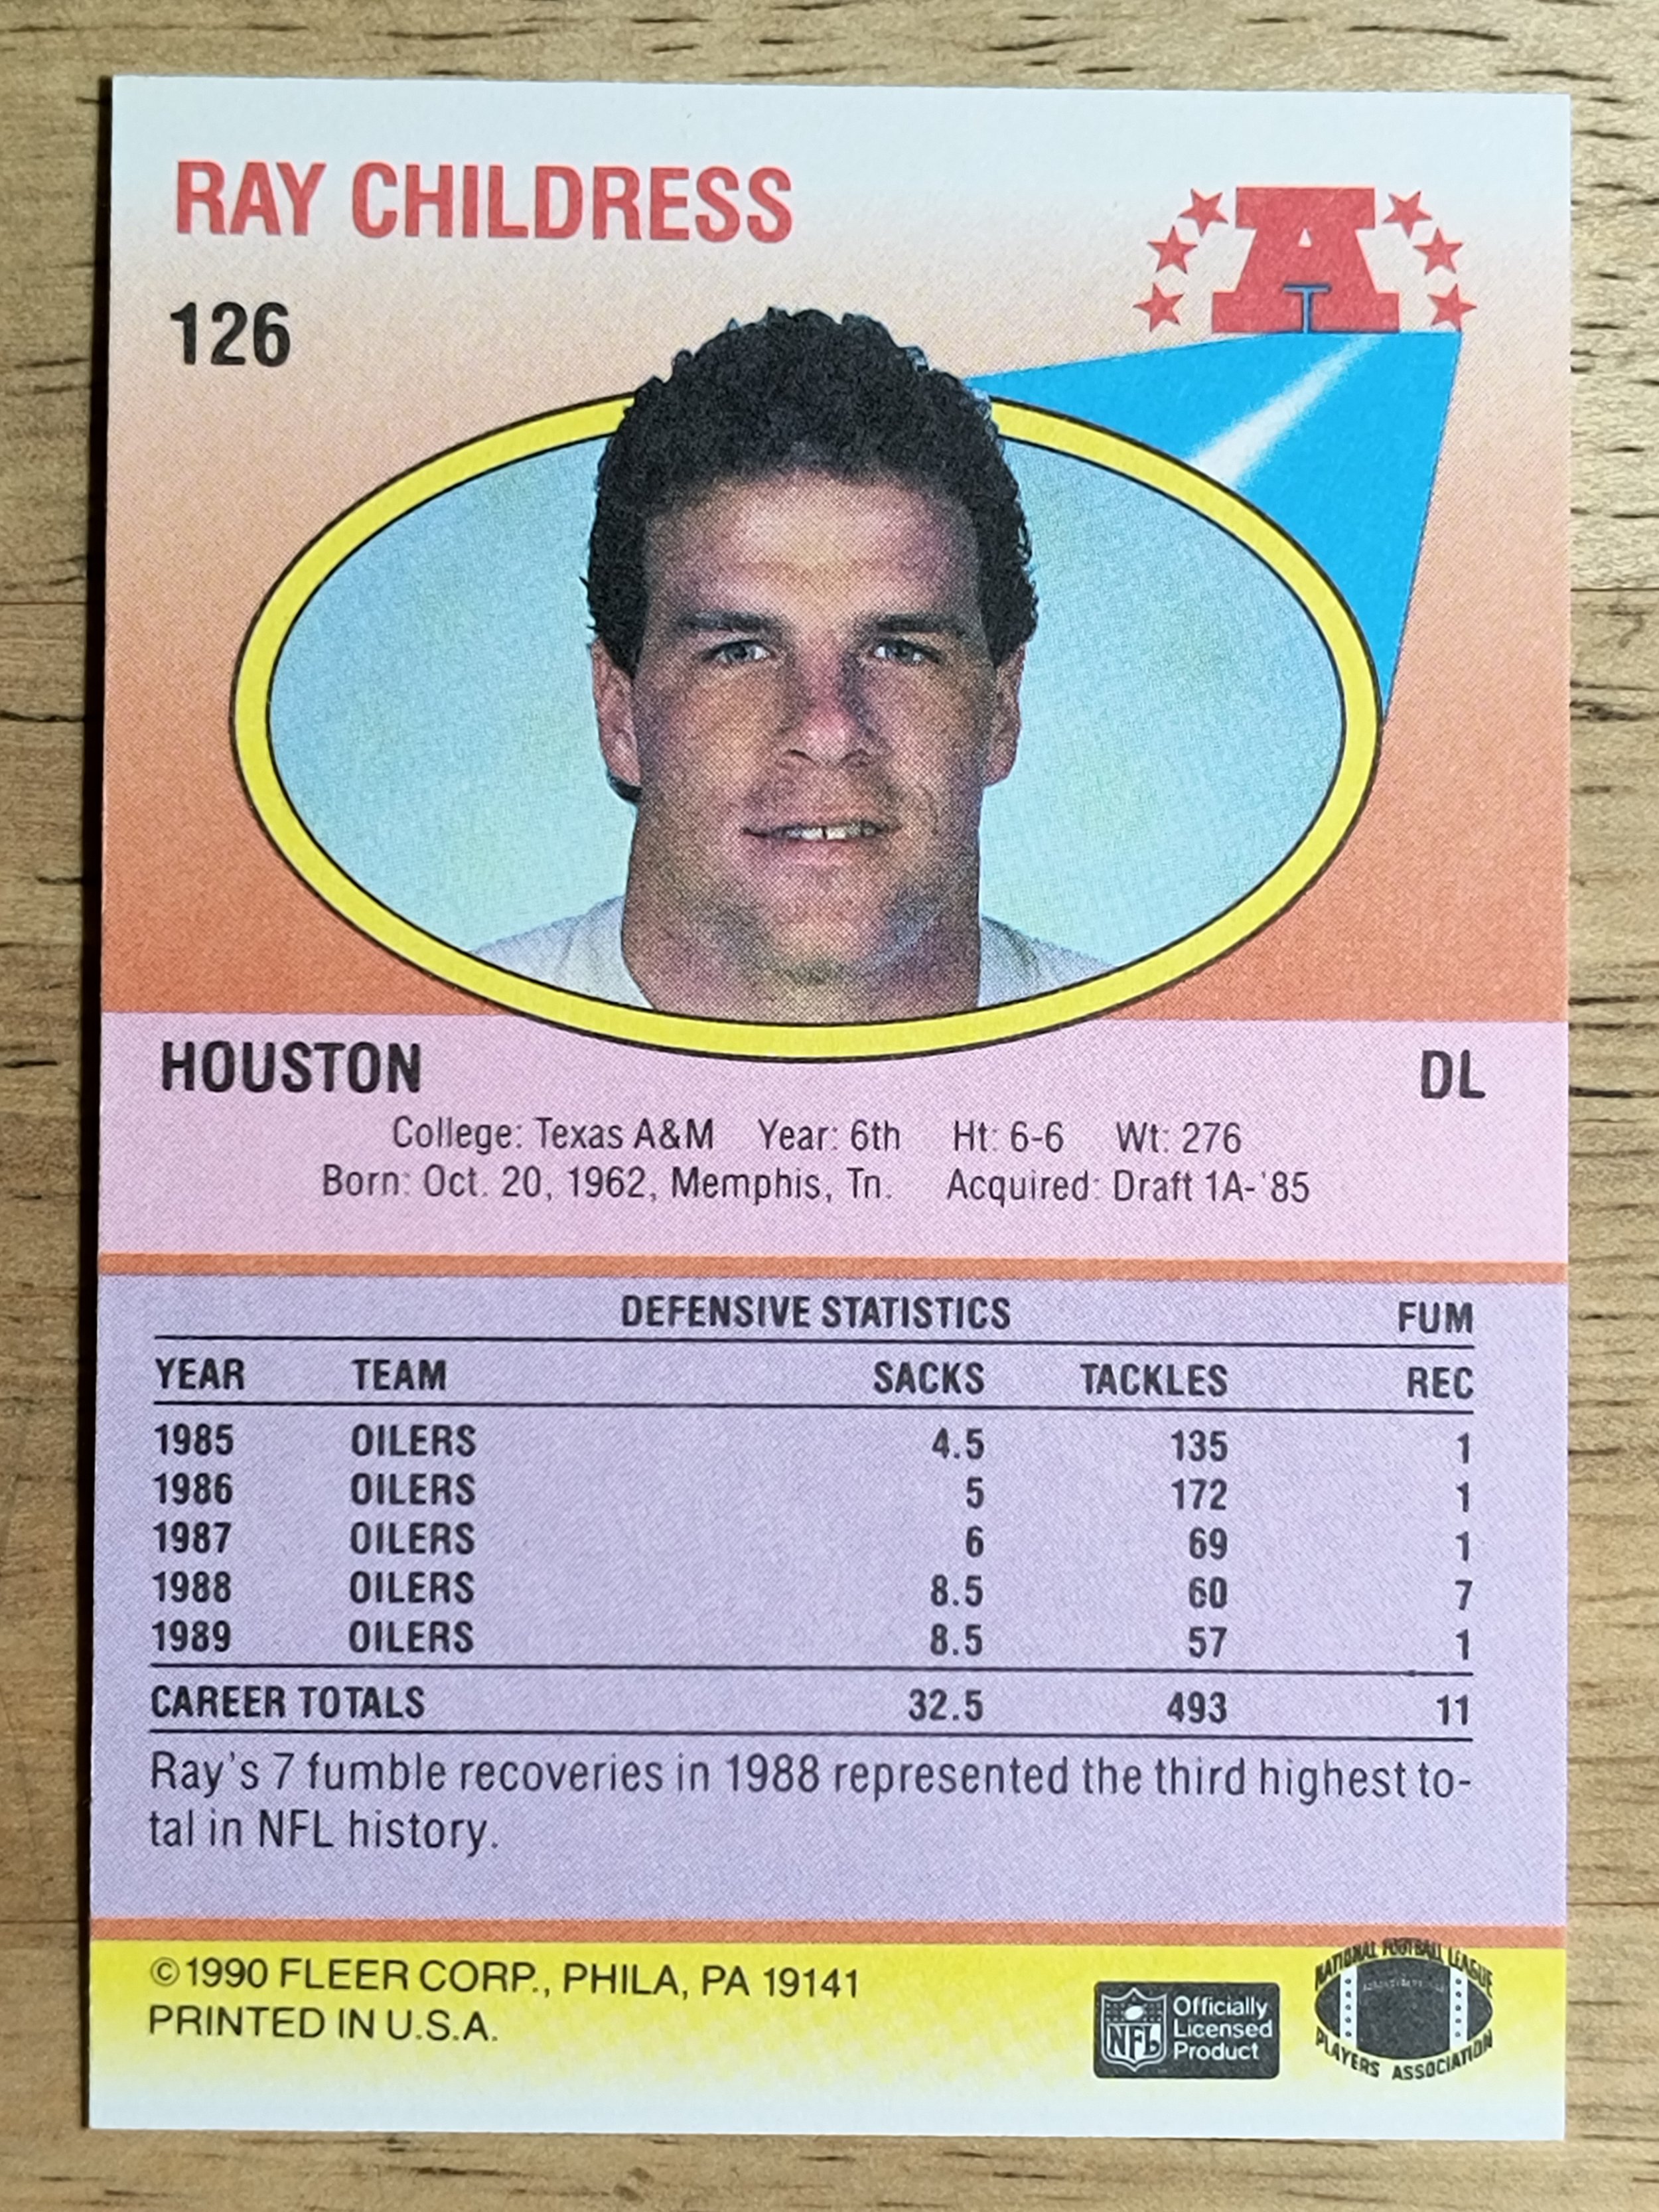 RAY CHILDRESS
A
126
HOUSTON DL
College: Texas A&M Year: 6th Ht: 6-6 Wt: 276
Born: Oct. 20, 1962, Memphis, Tn. Acquired: Draft 1A-'85
DEFENSIVE STATISTICS FUM
YEAR TEAM SACKS TACKLES REC
1985 OILERS 4.5 135 1
1986 OILERS 5 172 1
1987 OILERS 6 69 1
1988 OILERS 8.5 60 7
1989 OILERS 8.5 57 1
CAREER TOTALS 32.5 493 11
Ray's 7 fumble recoveries in 1988 represented the third highest to-
tal in NFL history.
©1990 FLEER CORP., PHILA, PA 19141
PRINTED IN U.S.A.
NFL
Officially
Licensed
Product
NATIONAL FOOTBALL LEAGUE
PLAYERS ASSOCIATION